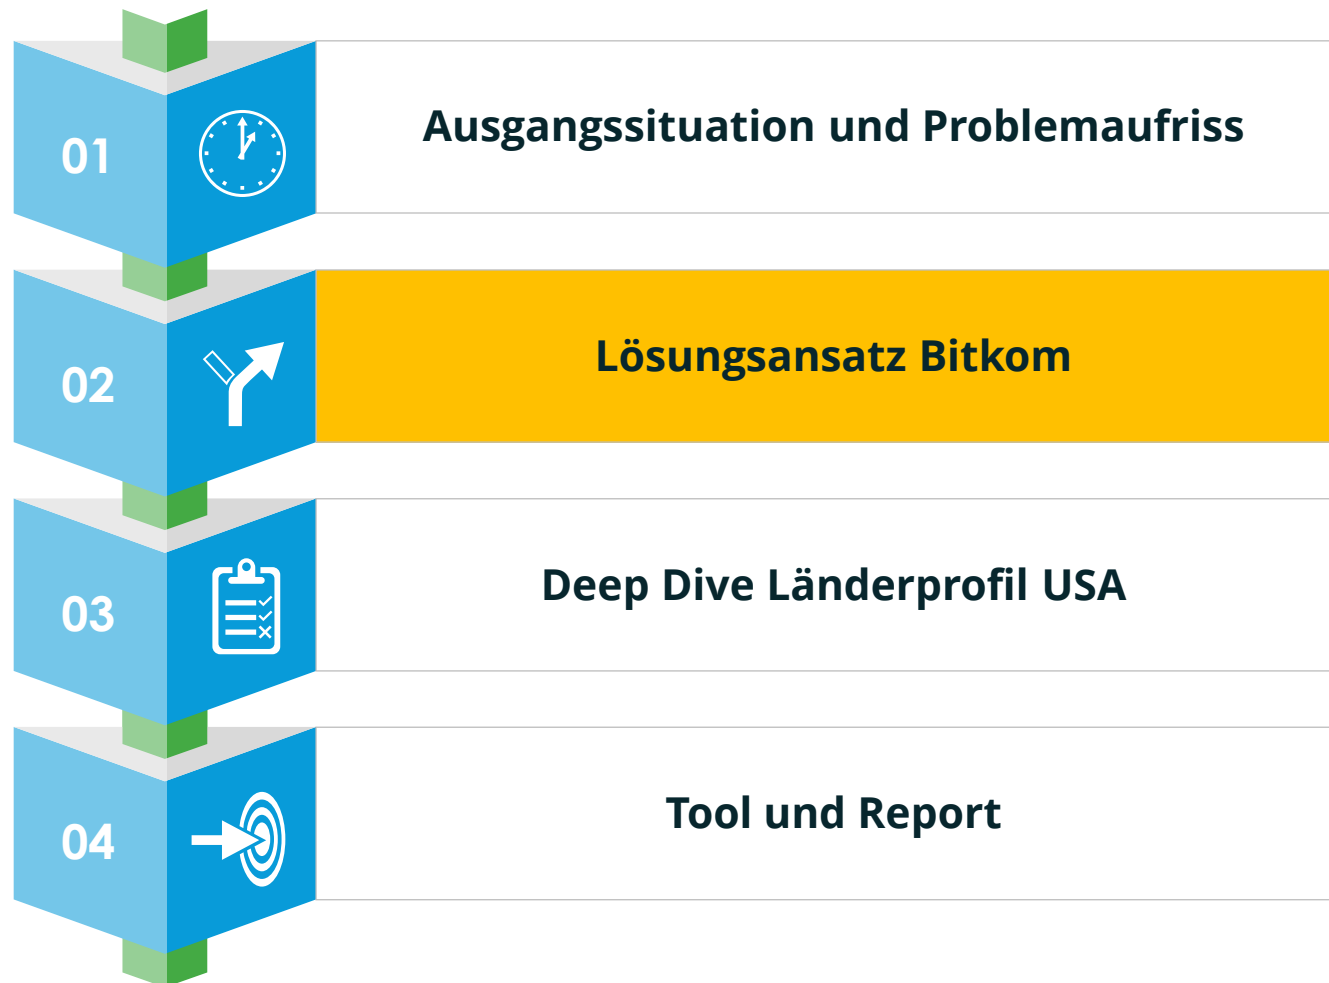 01
Ausgangssituation und Problemaufriss
02
Lösungsansatz Bitkom
03
Deep Dive Länderprofil USA
04
Tool und Report